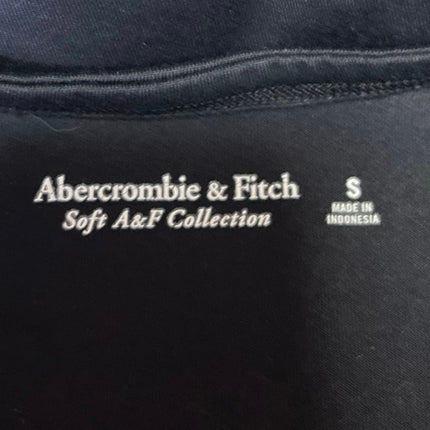 Abercrombie & Fitch
Soft A&F Collection
S
MADE IN
INDONESIA